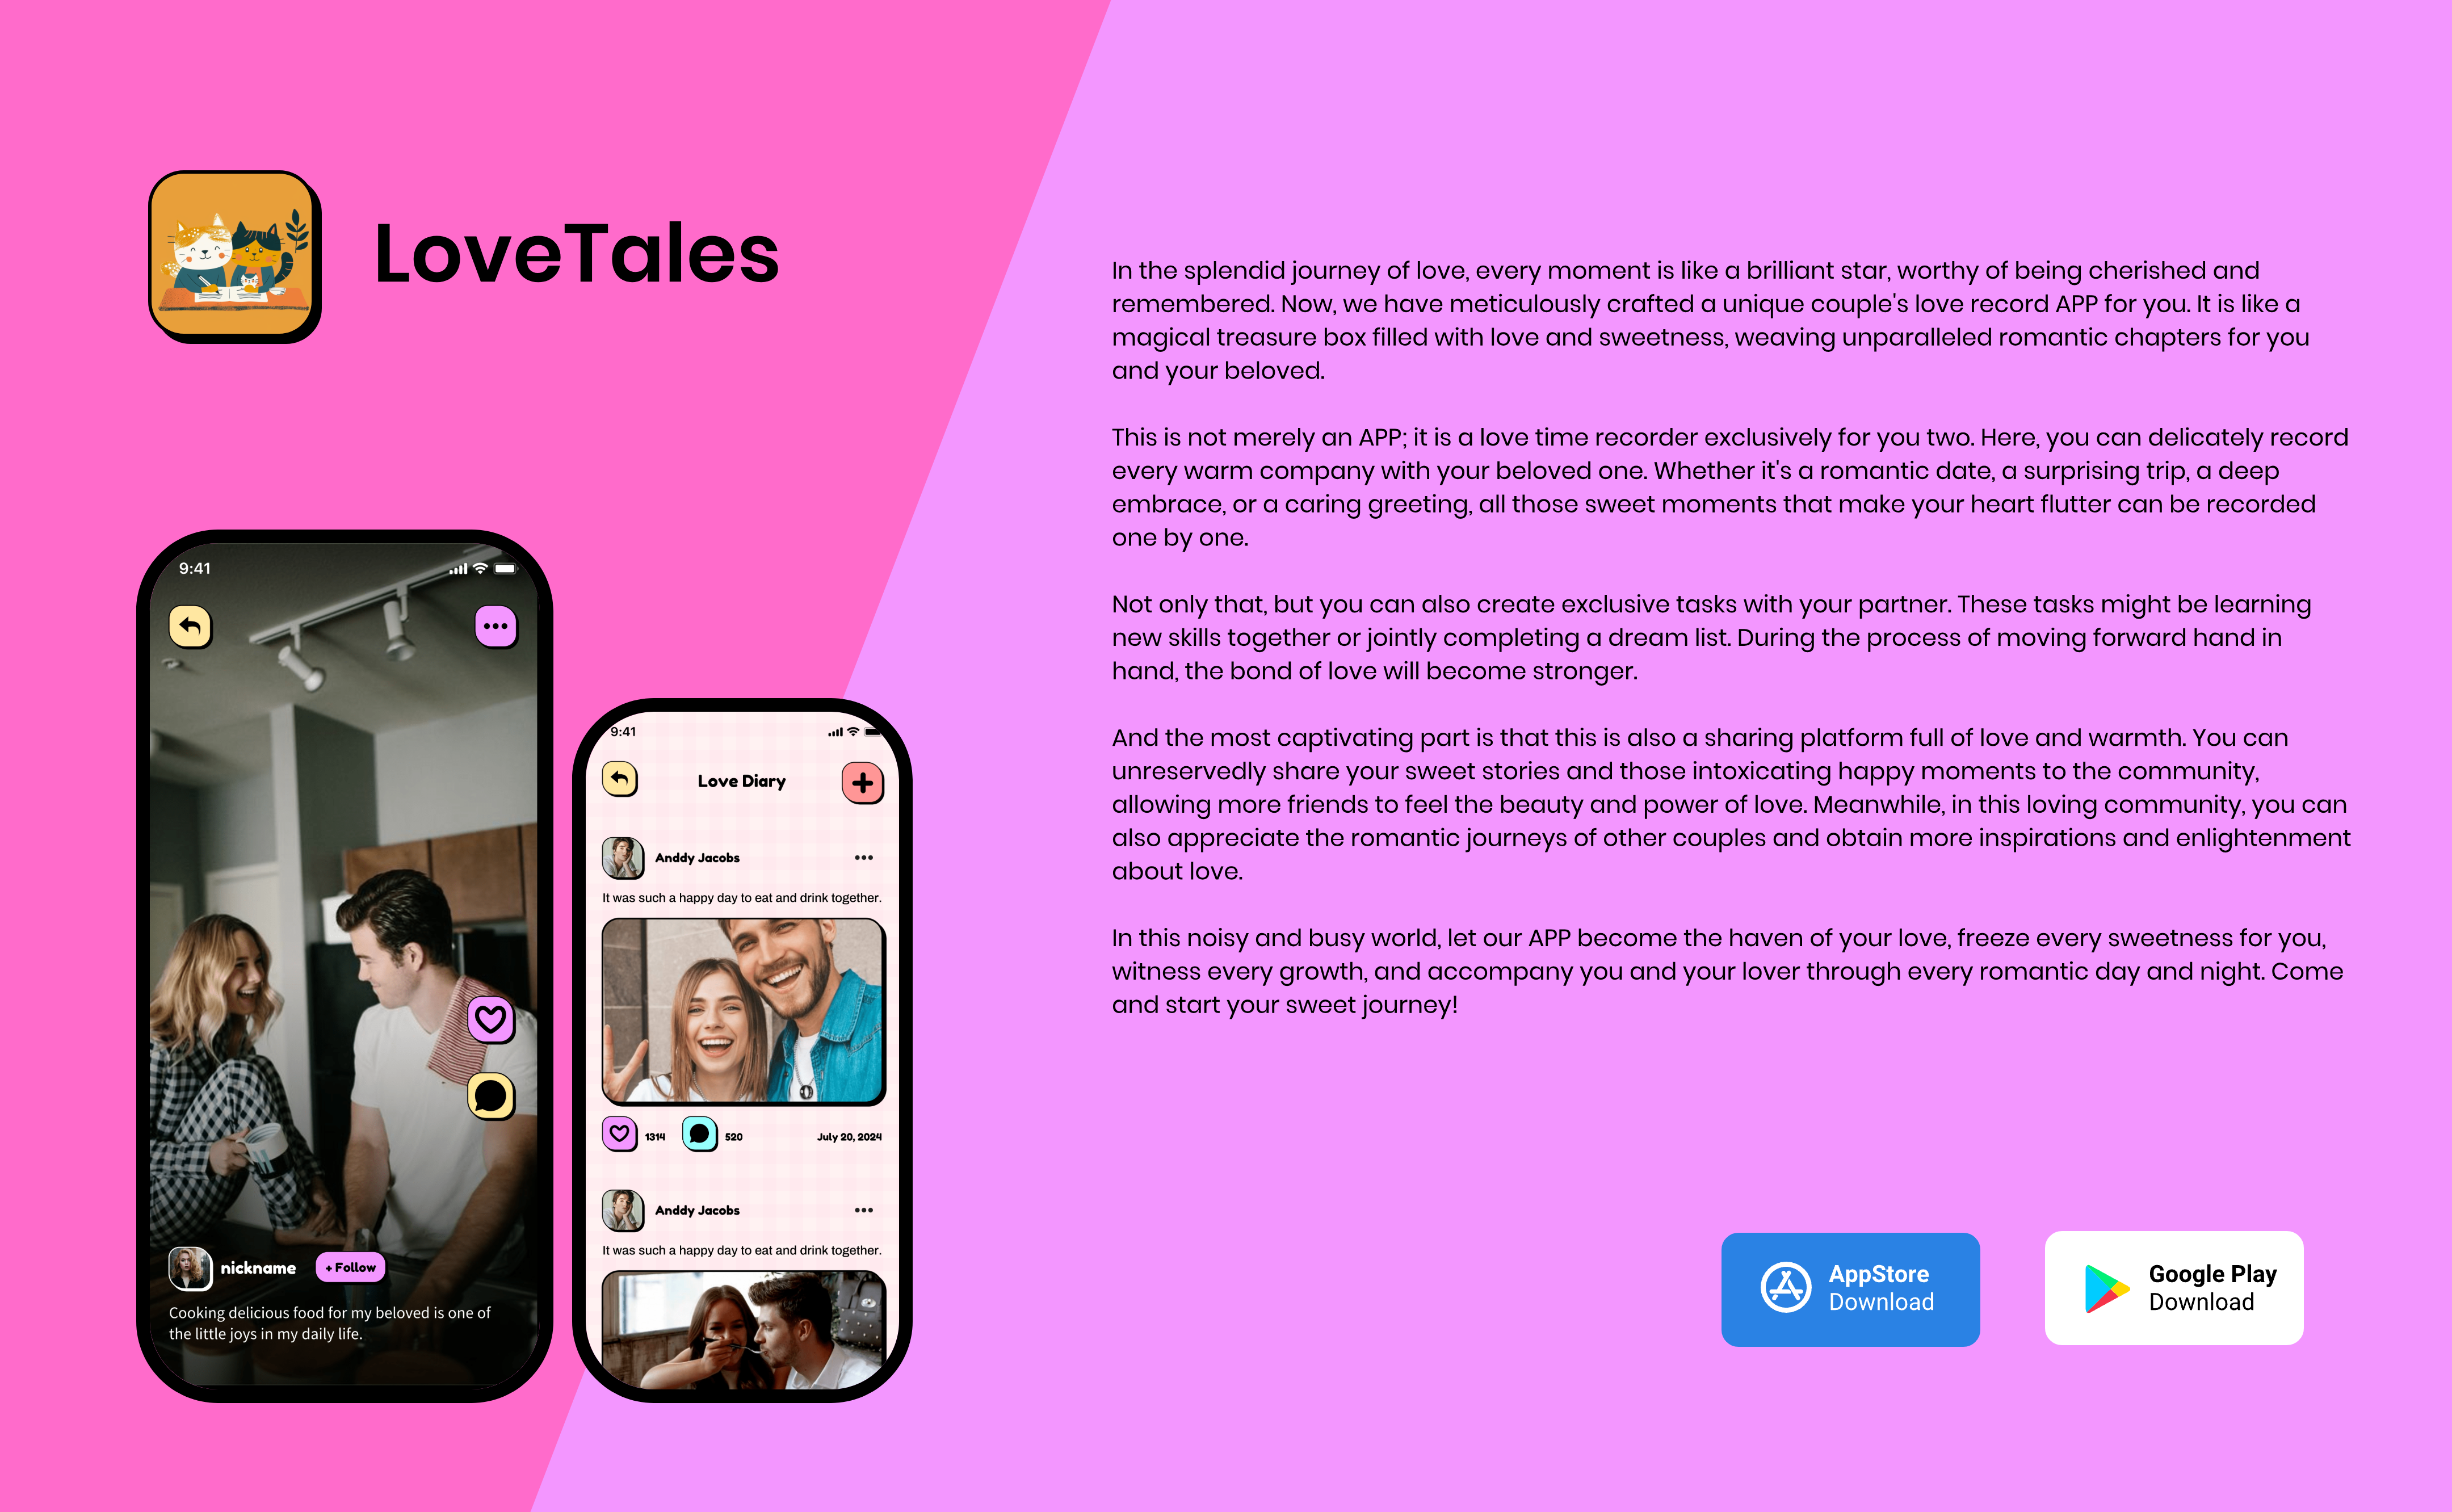 LoveTales
9:41
nickname
+ Follow
Cooking delicious food for my beloved is one of
the little joys in my daily life.
9:41
Love Diary
Anddy Jacobs
It was such a happy day to eat and drink together.
1314
520
July 20, 2024
Anddy Jacobs
It was such a happy day to eat and drink together.
In the splendid journey of love, every moment is like a brilliant star, worthy of being cherished and
remembered. Now, we have meticulously crafted a unique couple's love record APP for you. It is like a
magical treasure box filled with love and sweetness, weaving unparalleled romantic chapters for you
and your beloved.
This is not merely an APP; it is a love time recorder exclusively for you two. Here, you can delicately record
every warm company with your beloved one. Whether it's a romantic date, a surprising trip, a deep
embrace, or a caring greeting, all those sweet moments that make your heart flutter can be recorded
one by one.
Not only that, but you can also create exclusive tasks with your partner. These tasks might be learning
new skills together or jointly completing a dream list. During the process of moving forward hand in
hand, the bond of love will become stronger.
And the most captivating part is that this is also a sharing platform full of love and warmth. You can
unreservedly share your sweet stories and those intoxicating happy moments to the community,
allowing more friends to feel the beauty and power of love. Meanwhile, in this loving community, you can
also appreciate the romantic journeys of other couples and obtain more inspirations and enlightenment
about love.
In this noisy and busy world, let our APP become the haven of your love, freeze every sweetness for you,
witness every growth, and accompany you and your lover through every romantic day and night. Come
and start your sweet journey!
AppStore
Download
Google Play
Download